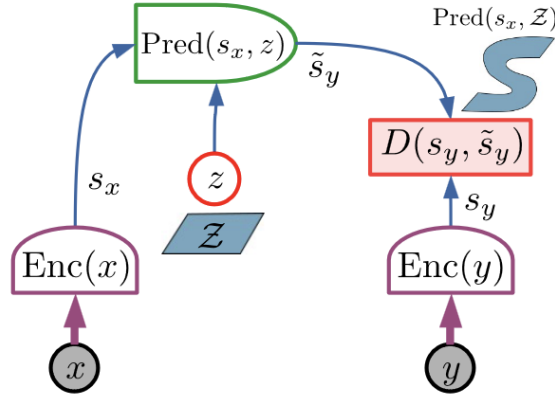 Pred(s_x, 𝒵)
Pred(s_x, z)
s̃_y
D(s_y, s̃_y)
s_x
z
s_y
𝒵
Enc(x)
Enc(y)
x
y